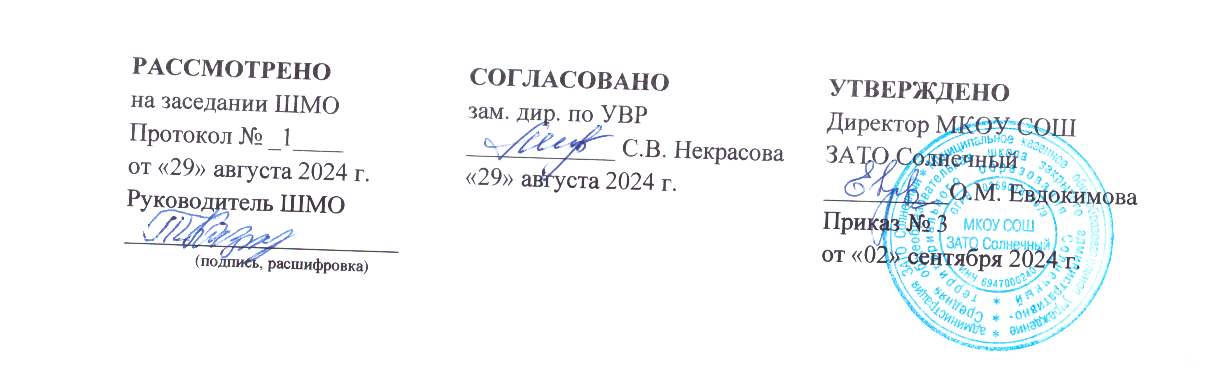 РАССМОТРЕНО
на заседании ШМО
Протокол № _1____
от «29» августа 2024 г.
Руководитель ШМО
(подпись, расшифровка)
СОГЛАСОВАНО
зам. дир. по УВР
____________ С.В. Некрасова
«29» августа 2024 г.
УТВЕРЖДЕНО
Директор МКОУ СОШ
ЗАТО Солнечный
__________О.М. Евдокимова
Приказ № 3
от «02» сентября 2024 г.
МКОУ СОШ
ЗАТО Солнечный